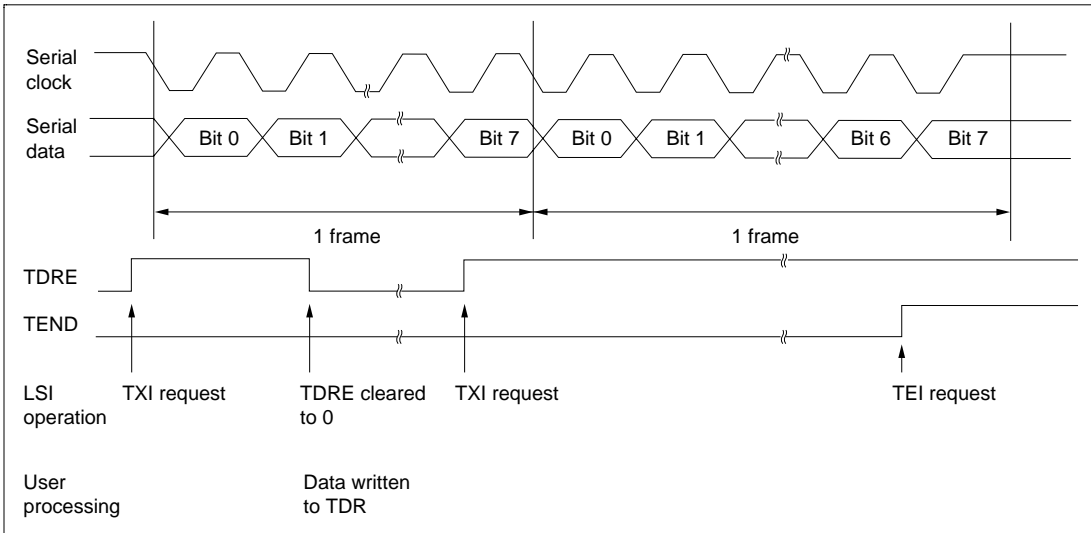 Serial
clock
Serial
data
Bit 0
Bit 1
Bit 7
Bit 0
Bit 1
Bit 6
Bit 7
1 frame
1 frame
TDRE
TEND
LSI
operation
TXI request
TDRE cleared
to 0
TXI request
TEI request
User
processing
Data written
to TDR